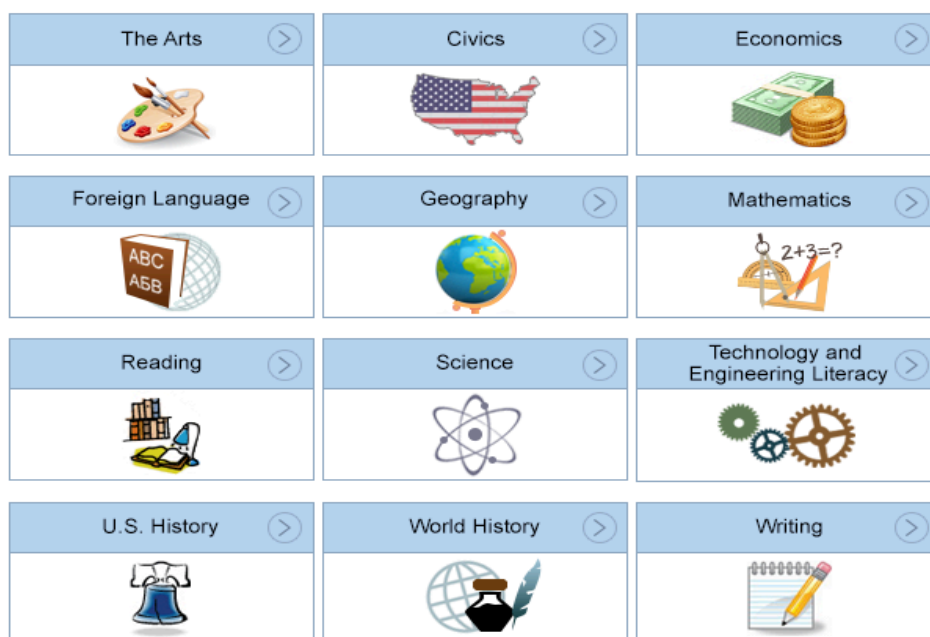 The Arts
Civics
Economics
Foreign Language
Geography
Mathematics
ABC
АБВ
2+3=?
Reading
Science
Technology and
Engineering Literacy
U.S. History
World History
Writing